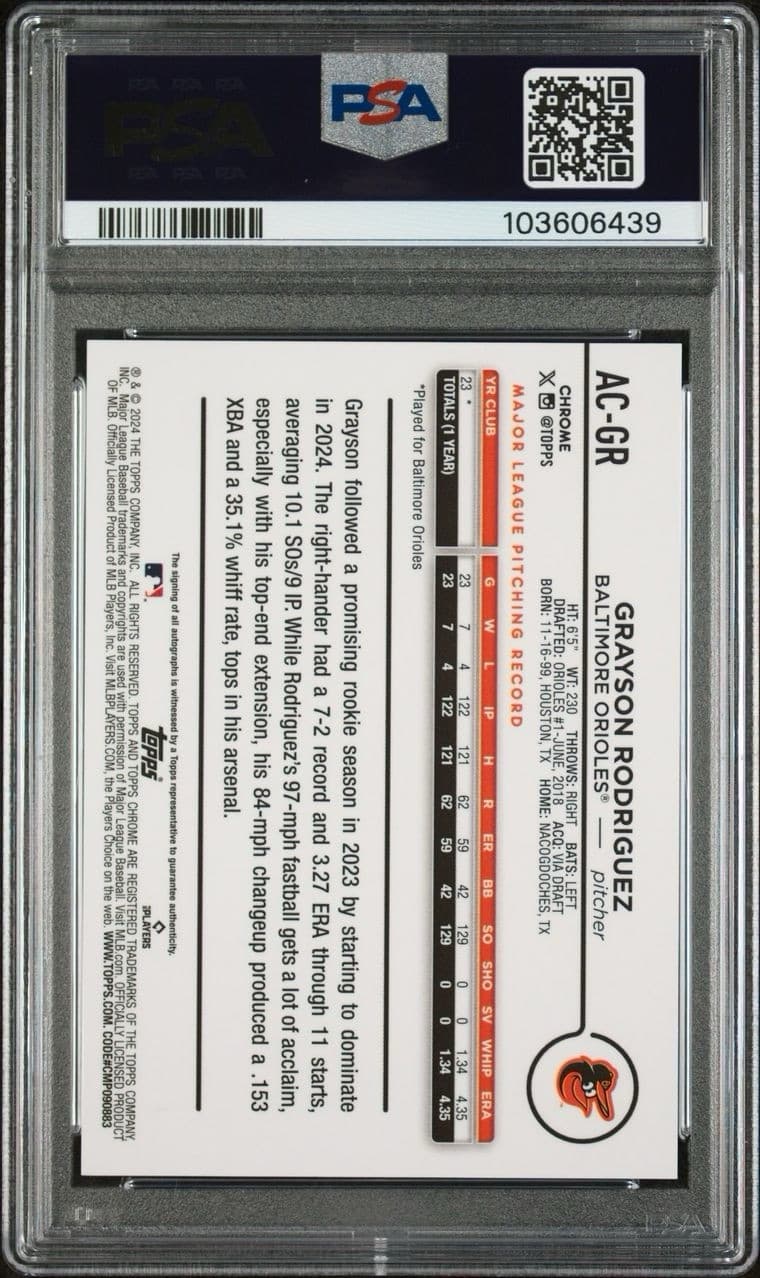 PSA PSA PSA
PSA
PSA PSA PSA
PSA
103606439
AC-GR
GRAYSON RODRIGUEZ
BALTIMORE ORIOLES® — pitcher
CHROME
X @TOPPS
HT: 6'5" WT: 230 THROWS: RIGHT BATS: LEFT
DRAFTED: ORIOLES #1-JUNE, 2018 ACQ: VIA DRAFT
BORN: 11-16-99, HOUSTON, TX HOME: NACOGDOCHES, TX
MAJOR LEAGUE PITCHING RECORD
YR CLUB G W L IP H R ER BB SO SHO SV WHIP ERA
23 * 23 7 4 122 121 62 59 42 129 0 0 1.34 4.35
TOTALS (1 YEAR) 23 7 4 122 121 62 59 42 129 0 0 1.34 4.35
*Played for Baltimore Orioles
Grayson followed a promising rookie season in 2023 by starting to dominate
in 2024. The right-hander had a 7-2 record and 3.27 ERA through 11 starts,
averaging 10.1 SOs/9 IP. While Rodriguez's 97-mph fastball gets a lot of acclaim,
especially with his top-end extension, his 84-mph changeup produced a .153
XBA and a 35.1% whiff rate, tops in his arsenal.
The signing of all autographs is witnessed by a Topps representative to guarantee authenticity.
topps®
PLAYERS
® & © 2024 THE TOPPS COMPANY, INC. ALL RIGHTS RESERVED. TOPPS AND TOPPS CHROME ARE REGISTERED TRADEMARKS OF THE TOPPS COMPANY,
INC. Major League Baseball trademarks and copyrights are used with permission of Major League Baseball. Visit MLB.com. OFFICIALLY LICENSED PRODUCT
OF MLB. Officially Licensed Product of MLB Players, Inc. Visit MLBPLAYERS.COM, the Players Choice on the web. WWW.TOPPS.COM. CODE#CMP090883
PSA